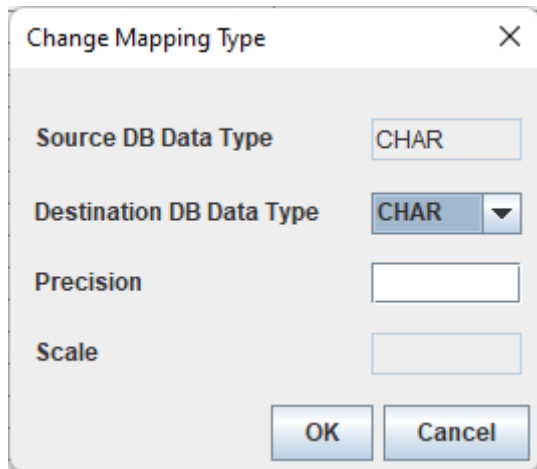 Change Mapping Type
Source DB Data Type CHAR
Destination DB Data Type CHAR
Precision
Scale
OK Cancel